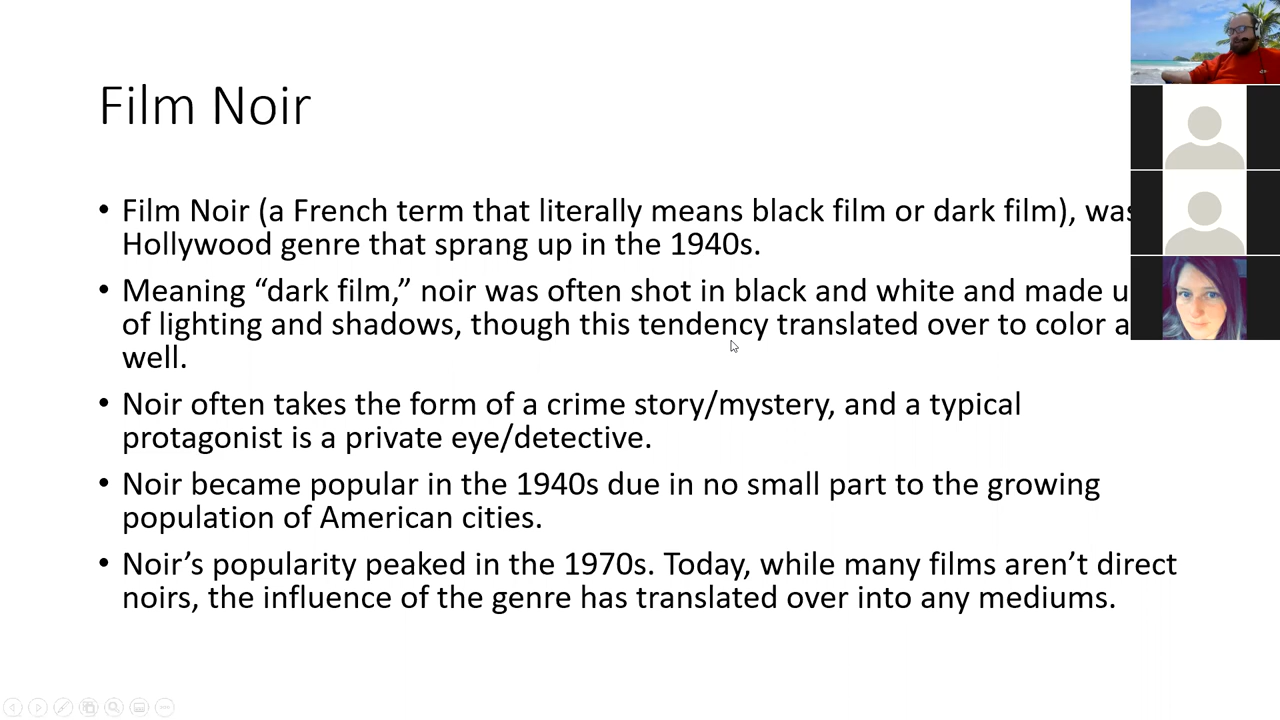 Film Noir
• Film Noir (a French term that literally means black film or dark film), was
Hollywood genre that sprang up in the 1940s.
• Meaning “dark film,” noir was often shot in black and white and made u
of lighting and shadows, though this tendency translated over to color a
well.
• Noir often takes the form of a crime story/mystery, and a typical
protagonist is a private eye/detective.
• Noir became popular in the 1940s due in no small part to the growing
population of American cities.
• Noir’s popularity peaked in the 1970s. Today, while many films aren’t direct
noirs, the influence of the genre has translated over into any mediums.